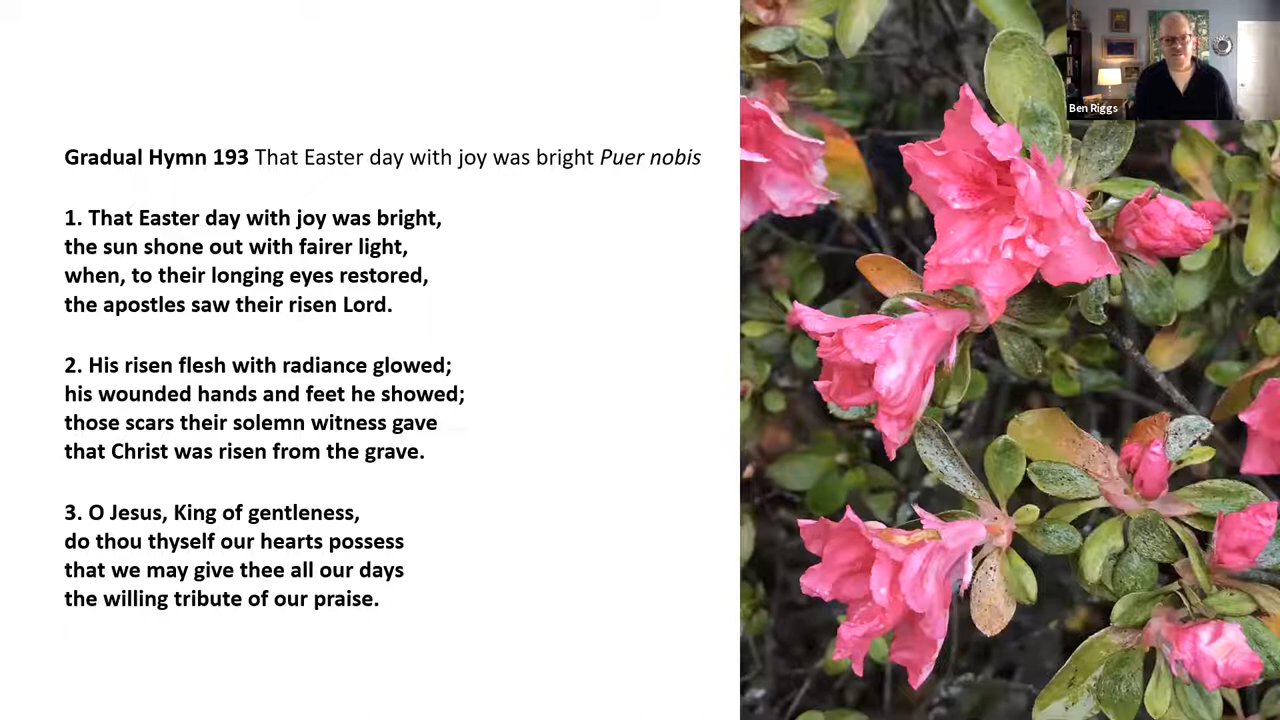 Ben Riggs
Gradual Hymn 193 That Easter day with joy was bright Puer nobis
1. That Easter day with joy was bright,
the sun shone out with fairer light,
when, to their longing eyes restored,
the apostles saw their risen Lord.
2. His risen flesh with radiance glowed;
his wounded hands and feet he showed;
those scars their solemn witness gave
that Christ was risen from the grave.
3. O Jesus, King of gentleness,
do thou thyself our hearts possess
that we may give thee all our days
the willing tribute of our praise.